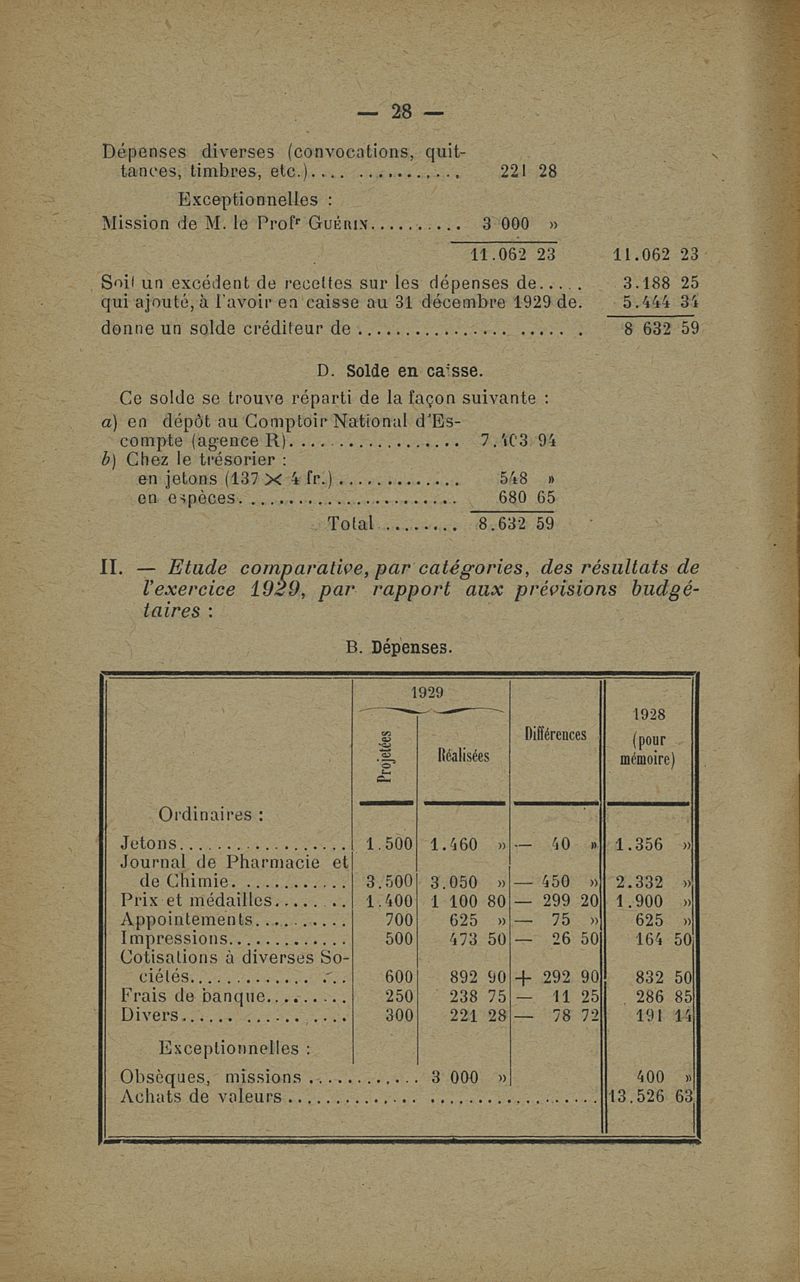 — 28 —
Dépenses diverses (convocations, quit-
tances, timbres, etc.).... ............ 221 28
Exceptionnelles :
Mission de M. le Profr GUÉRIN.......... 3 000 »
11.062 23 11.062 23
Soit un excédent de recettes sur les dépenses de..... 3.188 25
qui ajouté, à l'avoir en caisse au 31 décembre 1929 de. 5.444 34
donne un solde créditeur de ................. ...... . 8 632 59
D. Solde en caisse.
Ce solde se trouve réparti de la façon suivante :
a) en dépôt au Comptoir National d'Es-
compte (agence R)................... 7.403 94
b) Chez le trésorier :
en jetons (137 × 4 fr.).............. 548 »
en espèces........................ 680 65
Total ......... 8.632 59
II. — Etude comparative, par catégories, des résultats de
l'exercice 1929, par rapport aux prévisions budgé-
taires :
B. Dépenses.
1929
Projetées Réalisées Différences 1928
(pour
mémoire)
Ordinaires :
Jetons.................. 1.500 1.460 » — 40 » 1.356 »
Journal de Pharmacie et
de Chimie............. 3.500 3.050 » — 450 » 2.332 »
Prix et médailles........ 1.400 1 100 80 — 299 20 1.900 »
Appointements.......... 700 625 » — 75 » 625 »
Impressions............. 500 473 50 — 26 50 164 50
Cotisations à diverses So-
ciétés................ 600 892 90 + 292 90 832 50
Frais de banque......... 250 238 75 — 11 25 286 85
Divers...... ........... 300 221 28 — 78 72 191 14
Exceptionnelles :
Obsèques, missions ............ 3 000 » 400 »
Achats de valeurs .............. ................... 13.526 63